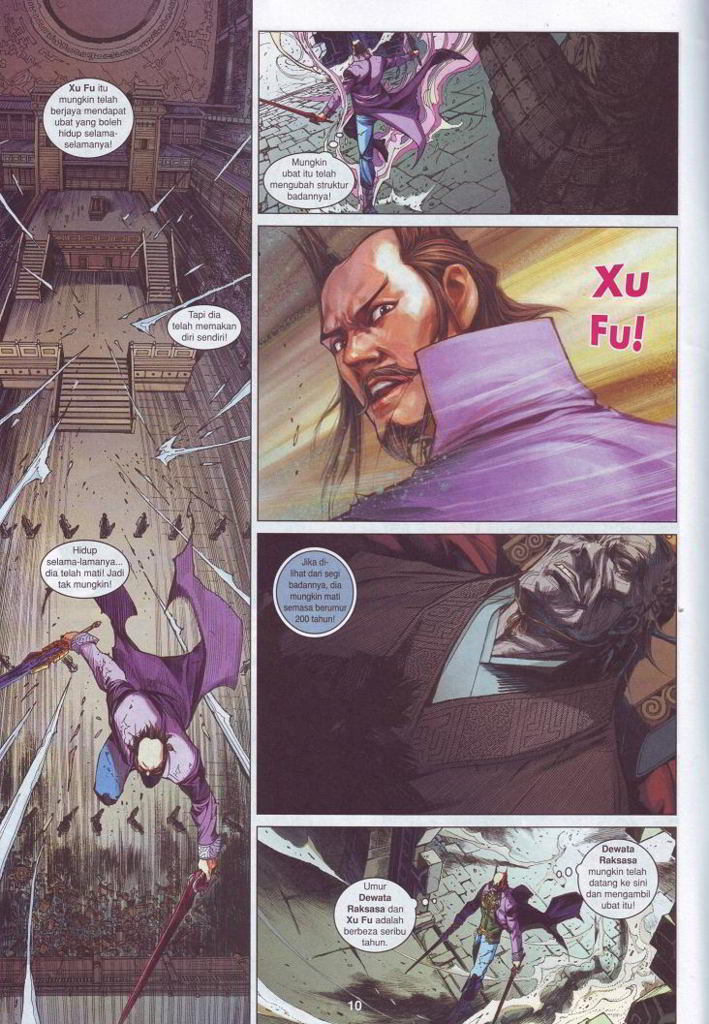 Xu Fu itu
mungkin telah
berjaya mendapat
ubat yang boleh
hidup selama-
selamanya!
Tapi dia
telah memakan
diri sendiri!
Hidup
selama-lamanya...
dia telah mati! Jadi
tak mungkin!
Mungkin
ubat itu telah
mengubah struktur
badannya!
Xu
Fu!
Jika di-
lihat dari segi
badannya, dia
mungkin mati
semasa berumur
200 tahun!
Umur
Dewata
Raksasa dan
Xu Fu adalah
berbeza seribu
tahun.
Dewata
Raksasa
mungkin telah
datang ke sini
dan mengambil
ubat itu!
10